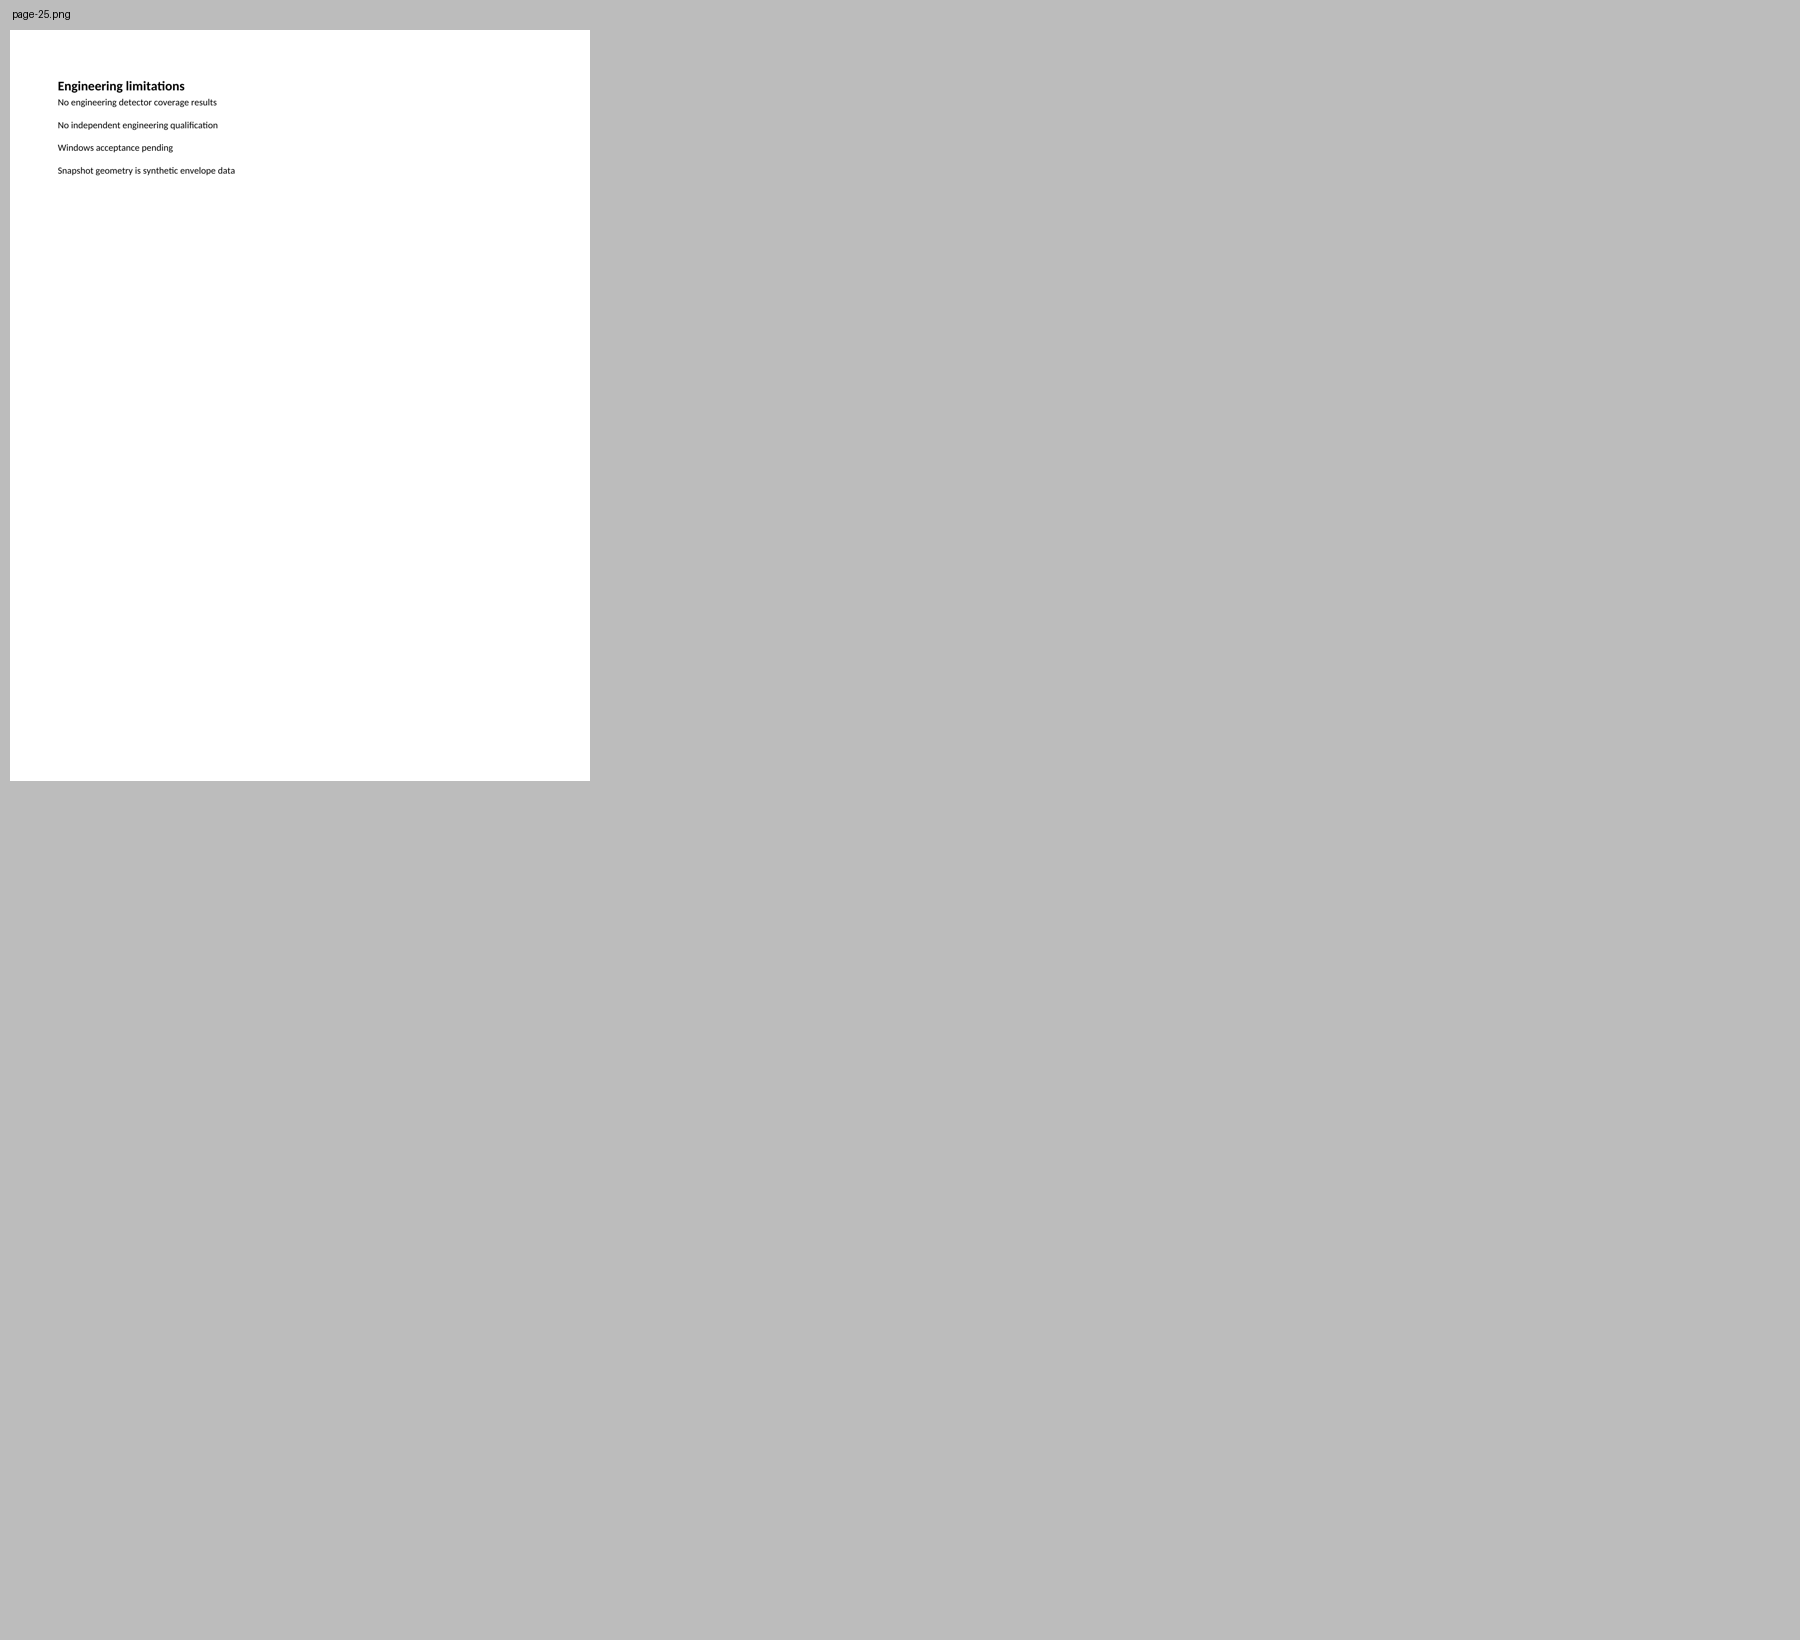 page-25.png
Engineering limitations
No engineering detector coverage results
No independent engineering qualification
Windows acceptance pending
Snapshot geometry is synthetic envelope data